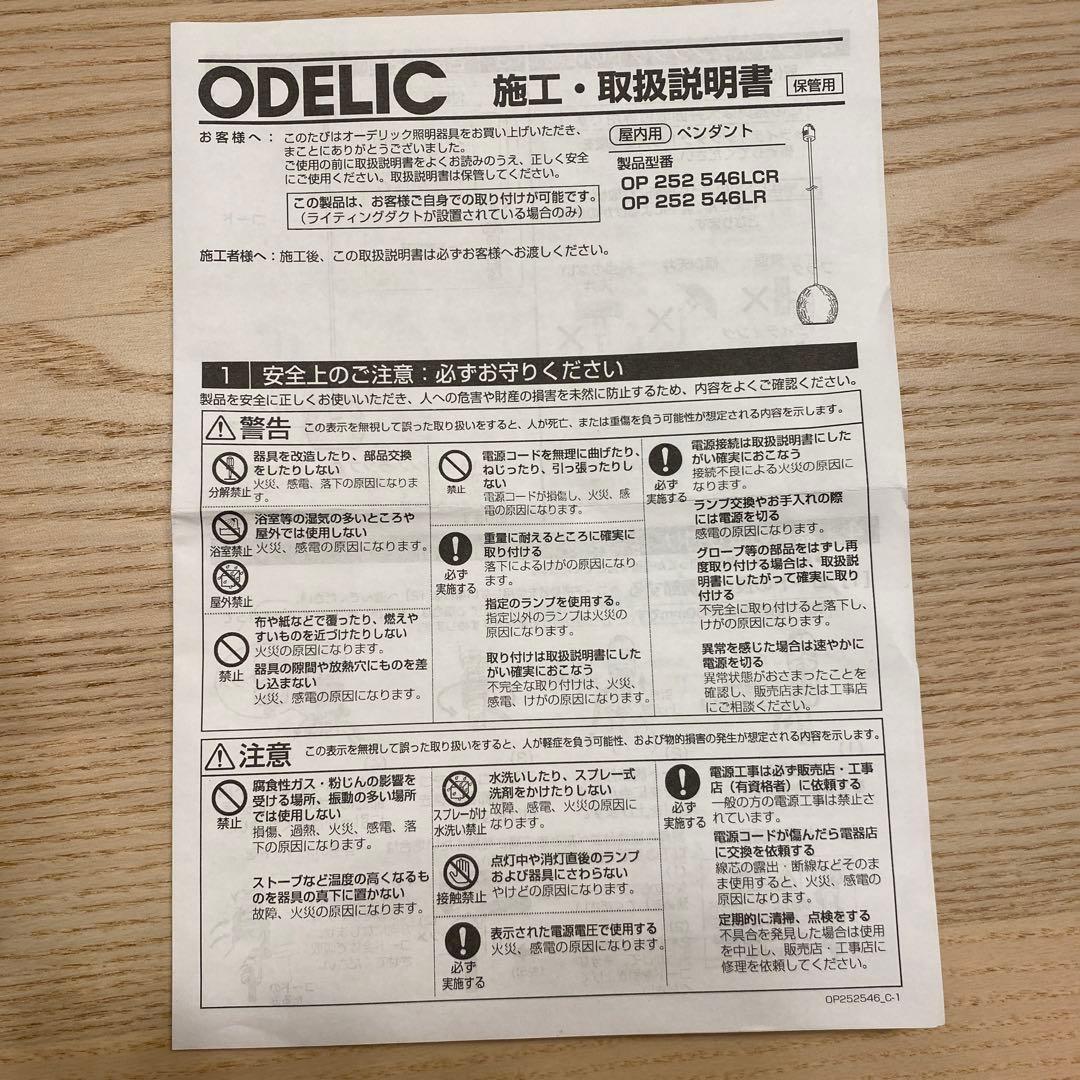 ODELIC 施工・取扱説明書 保管用
お客様へ： このたびはオーデリック照明器具をお買い上げいただき、
まことにありがとうございました。
ご使用の前に取扱説明書をよくお読みのうえ、正しく安全
にご使用ください。取扱説明書は保管してください。
この製品は、お客様ご自身での取り付けが可能です。
（ライティングダクトが設置されている場合のみ）
施工者様へ：施工後、この取扱説明書は必ずお客様へお渡しください。
屋内用 ペンダント
製品型番
OP 252 546LCR
OP 252 546LR
1 安全上のご注意：必ずお守りください
製品を安全に正しくお使いいただき、人への危害や財産の損害を未然に防止するため、内容をよくご確認ください。
警告 この表示を無視して誤った取り扱いをすると、人が死亡、または重傷を負う可能性が想定される内容を示します。
分解禁止
器具を改造したり、部品交換
をしたりしない
火災、感電、落下の原因になりま
す。
浴室禁止
浴室等の湿気の多いところや
屋外では使用しない
火災、感電の原因になります。
屋外禁止
禁止
布や紙などで覆ったり、燃えや
すいものを近づけたりしない
火災の原因になります。
器具の隙間や放熱穴にものを差
し込まない
火災、感電の原因になります。
禁止
電源コードを無理に曲げたり、
ねじったり、引っ張ったりし
ない
電源コードが損傷し、火災、感
電の原因になります。
必ず
実施する
重量に耐えるところに確実に
取り付ける
落下によるけがの原因になり
ます。
指定のランプを使用する。
指定以外のランプは火災の
原因になります。
取り付けは取扱説明書にした
がい確実におこなう
不完全な取り付けは、火災、
感電、けがの原因になります。
必ず
実施する
電源接続は取扱説明書にした
がい確実におこなう
接続不良による火災の原因に
なります。
ランプ交換やお手入れの際
には電源を切る
感電の原因になります。
グローブ等の部品をはずし再
度取り付ける場合は、取扱説
明書にしたがって確実に取り
付ける
不完全に取り付けると落下し、
けがの原因になります。
異常を感じた場合は速やかに
電源を切る
異常状態がおさまったことを
確認し、販売店または工事店
にご相談ください。
注意 この表示を無視して誤った取り扱いをすると、人が軽症を負う可能性、および物的損害の発生が想定される内容を示します。
禁止
腐食性ガス・粉じんの影響を
受ける場所、振動の多い場所
では使用しない
損傷、過熱、火災、感電、落
下の原因になります。
ストーブなど温度の高くなるも
のを器具の真下に置かない
故障、火災の原因になります。
スプレーがけ
水洗い禁止
水洗いしたり、スプレー式
洗剤をかけたりしない
故障、感電、火災の原因に
なります。
接触禁止
点灯中や消灯直後のランプ
および器具にさわらない
やけどの原因になります。
必ず
実施する
表示された電源電圧で使用する
火災、感電の原因になります。
必ず
実施する
電源工事は必ず販売店・工事
店（有資格者）に依頼する
一般の方の電源工事は禁止さ
れています。
電源コードが傷んだら電器店
に交換を依頼する
線芯の露出・断線などそのま
ま使用すると、火災、感電の
原因になります。
定期的に清掃、点検をする
不具合を発見した場合は使用
を中止し、販売店・工事店に
修理を依頼してください。
OP252546_C-1